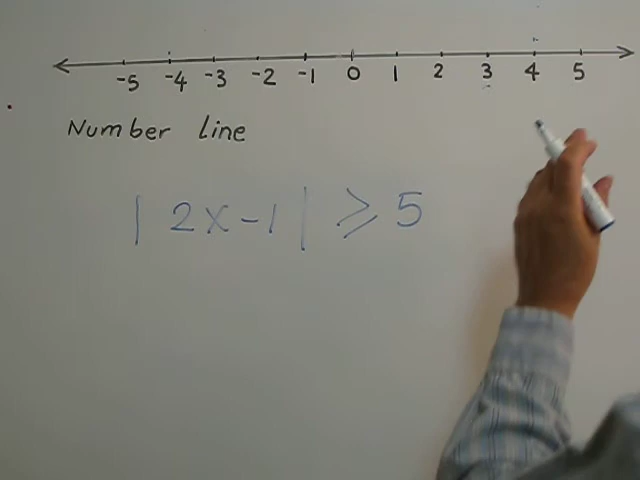 -5 -4 -3 -2 -1 0 1 2 3 4 5
Number line
| 2x - 1 | ⩾ 5